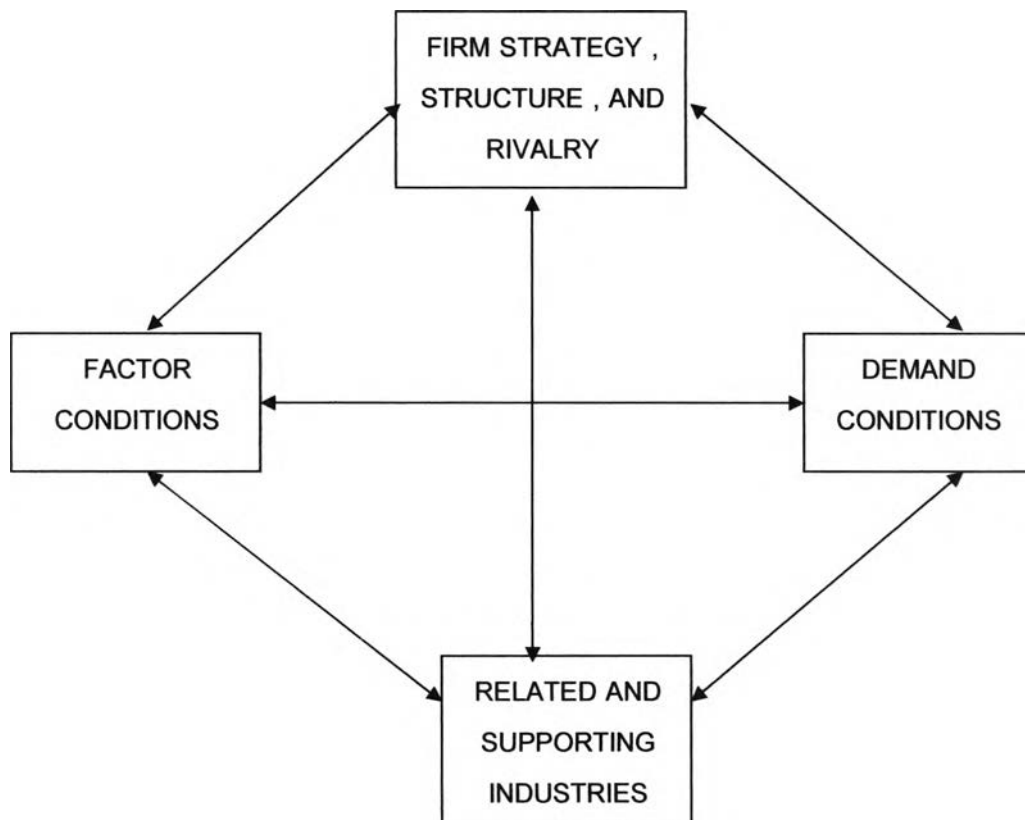 FIRM STRATEGY ,
STRUCTURE , AND
RIVALRY
FACTOR
CONDITIONS
DEMAND
CONDITIONS
RELATED AND
SUPPORTING
INDUSTRIES